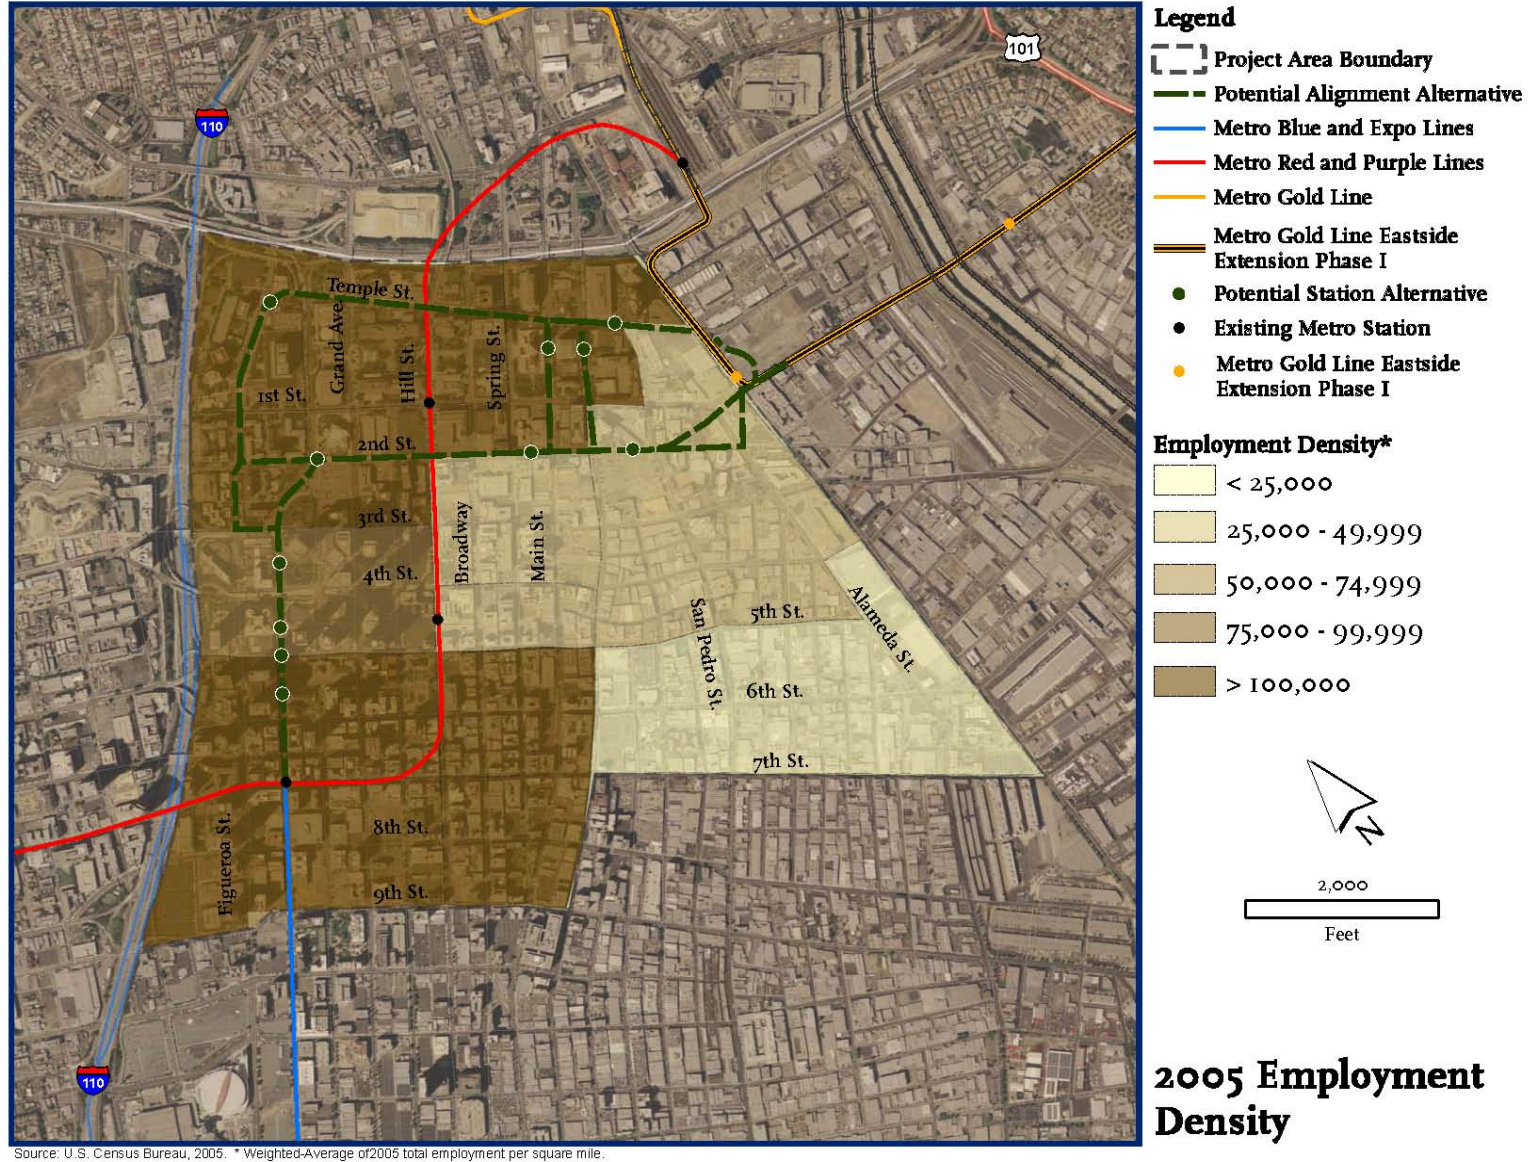 Legend
Project Area Boundary
Potential Alignment Alternative
Metro Blue and Expo Lines
Metro Red and Purple Lines
Metro Gold Line
Metro Gold Line Eastside
Extension Phase I
Potential Station Alternative
Existing Metro Station
Metro Gold Line Eastside
Extension Phase I
Employment Density*
< 25,000
25,000 - 49,999
50,000 - 74,999
75,000 - 99,999
> 100,000
N
2,000
Feet
2005 Employment
Density
101
110
Temple St.
Grand Ave.
Hill St.
Spring St.
1st St.
2nd St.
3rd St.
Broadway
Main St.
4th St.
San Pedro St.
5th St.
Alameda St.
6th St.
7th St.
Figueroa St.
8th St.
9th St.
110
Source: U.S. Census Bureau, 2005. * Weighted-Average of2005 total employment per square mile.